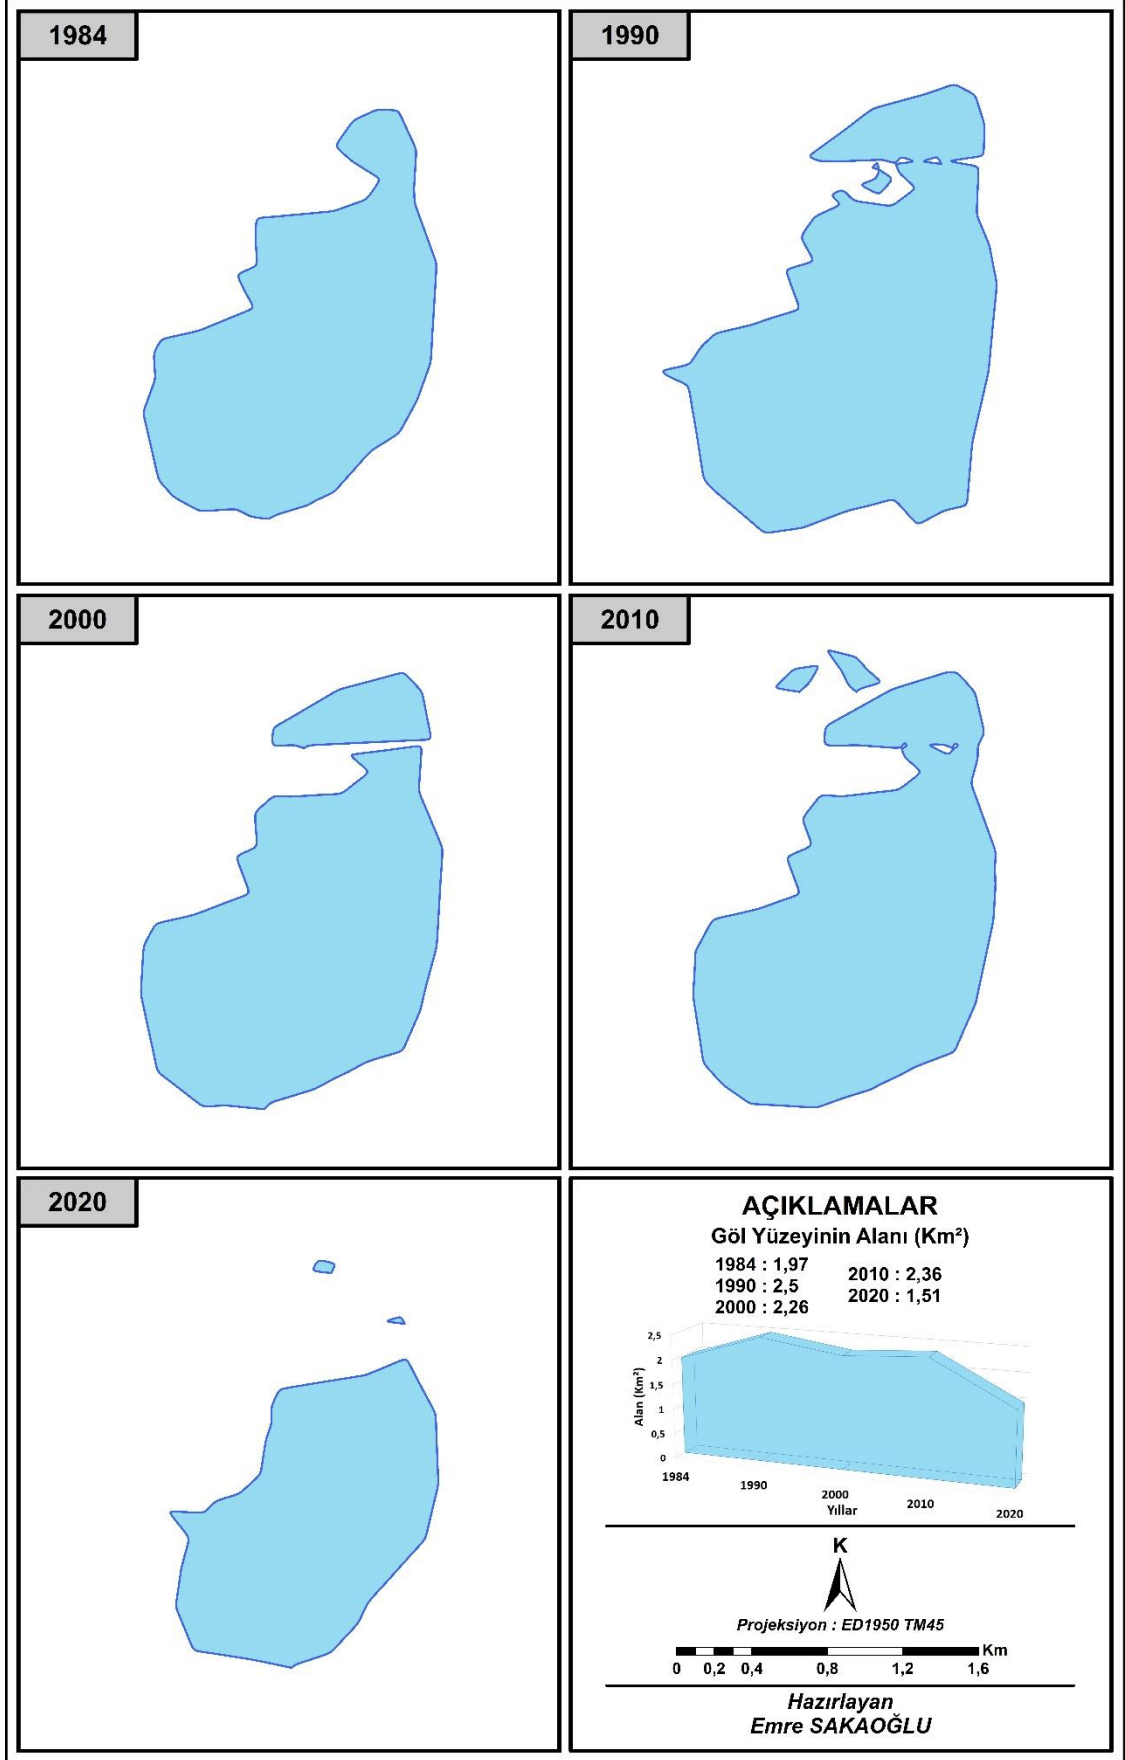 1984
1990
2000
2010
2020
AÇIKLAMALAR
Göl Yüzeyinin Alanı (Km²)
1984 : 1,97
1990 : 2,5
2000 : 2,26
2010 : 2,36
2020 : 1,51
2,5
2
1,5
1
0,5
0
Alan (Km²)
1984
1990
2000
2010
2020
Yıllar
K
Projeksiyon : ED1950 TM45
Km
0 0,2 0,4 0,8 1,2 1,6
Hazırlayan
Emre SAKAOĞLU